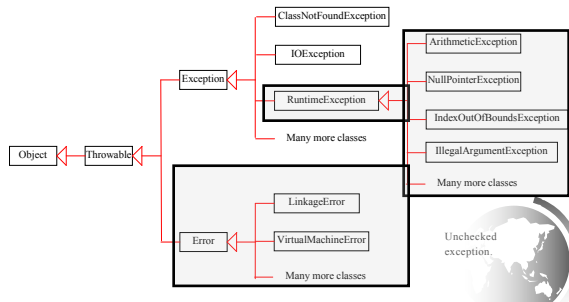 ClassNotFoundException
ArithmeticException
IOException
NullPointerException
Exception
RuntimeException
IndexOutOfBoundsException
Many more classes
IllegalArgumentException
Object
Throwable
Many more classes
LinkageError
Unchecked
exception.
Error
VirtualMachineError
Many more classes